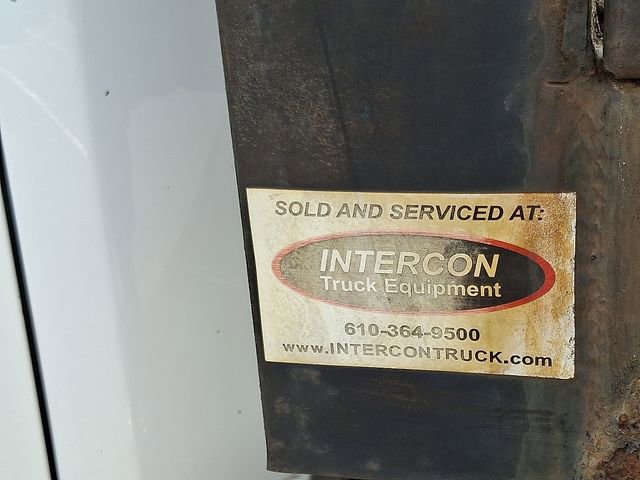 SOLD AND SERVICED AT:
INTERCON
Truck Equipment
610-364-9500
www.INTERCONTRUCK.com